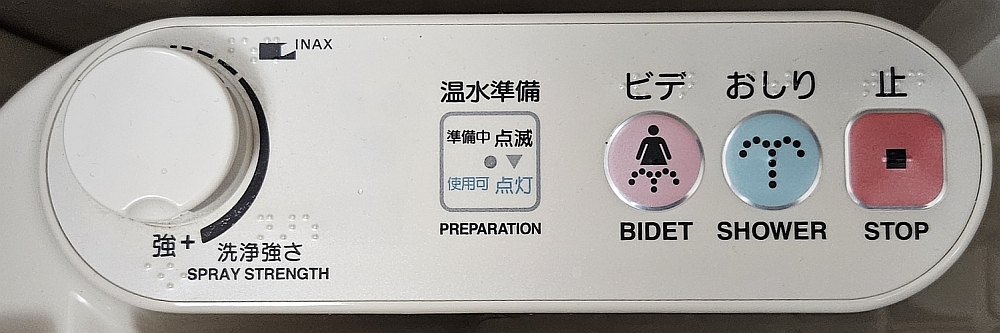 INAX
強+
洗浄強さ
SPRAY STRENGTH
温水準備
準備中 点滅
使用可 点灯
PREPARATION
ビデ
BIDET
おしり
SHOWER
止
STOP